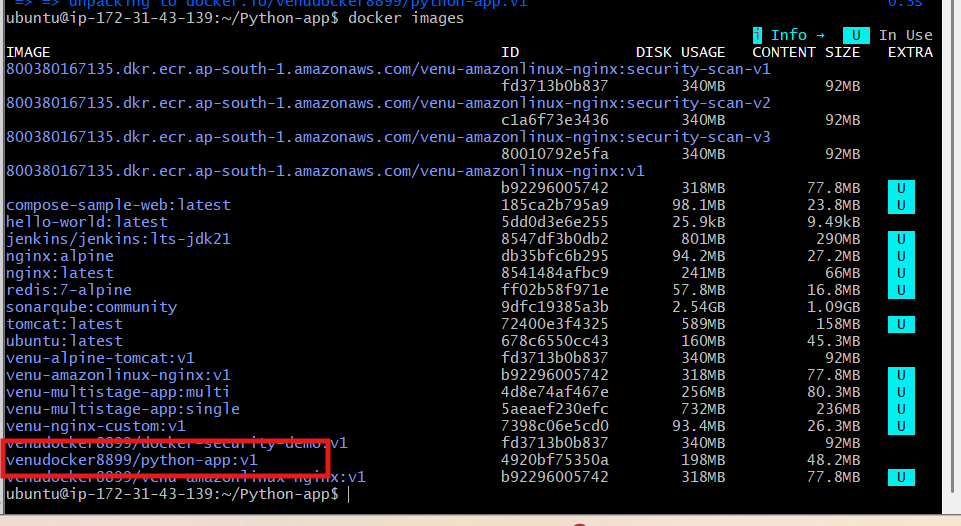 => => unpacking to docker.io/venudocker8899/python-app:v1 0.3s
ubuntu@ip-172-31-43-139:~/Python-app$ docker images
i Info → U In Use
IMAGE ID DISK USAGE CONTENT SIZE EXTRA
800380167135.dkr.ecr.ap-south-1.amazonaws.com/venu-amazonlinux-nginx:security-scan-v1
fd3713b0b837 340MB 92MB
800380167135.dkr.ecr.ap-south-1.amazonaws.com/venu-amazonlinux-nginx:security-scan-v2
c1a6f73e3436 340MB 92MB
800380167135.dkr.ecr.ap-south-1.amazonaws.com/venu-amazonlinux-nginx:security-scan-v3
80010792e5fa 340MB 92MB
800380167135.dkr.ecr.ap-south-1.amazonaws.com/venu-amazonlinux-nginx:v1
b92296005742 318MB 77.8MB U
compose-sample-web:latest 185ca2b795a9 98.1MB 23.8MB U
hello-world:latest 5dd0d3e6e255 25.9kB 9.49kB
jenkins/jenkins:lts-jdk21 8547df3b0db2 801MB 290MB U
nginx:alpine db35bfc6b295 94.2MB 27.2MB U
nginx:latest 8541484afbc9 241MB 66MB U
redis:7-alpine ff02b58f971e 57.8MB 16.8MB U
sonarqube:community 9dfc19385a3b 2.54GB 1.09GB
tomcat:latest 72400e3f4325 589MB 158MB U
ubuntu:latest 678c6550cc43 160MB 45.3MB
venu-alpine-tomcat:v1 fd3713b0b837 340MB 92MB
venu-amazonlinux-nginx:v1 b92296005742 318MB 77.8MB U
venu-multistage-app:multi 4d8e74af467e 256MB 80.3MB U
venu-multistage-app:single 5aeaef230efc 732MB 236MB U
venu-nginx-custom:v1 7398c06e5cd0 93.4MB 26.3MB U
venudocker8899/docker-security-demo:v1 fd3713b0b837 340MB 92MB
venudocker8899/python-app:v1 4920bf75350a 198MB 48.2MB
venudocker8899/venu-amazonlinux-nginx:v1 b92296005742 318MB 77.8MB U
ubuntu@ip-172-31-43-139:~/Python-app$